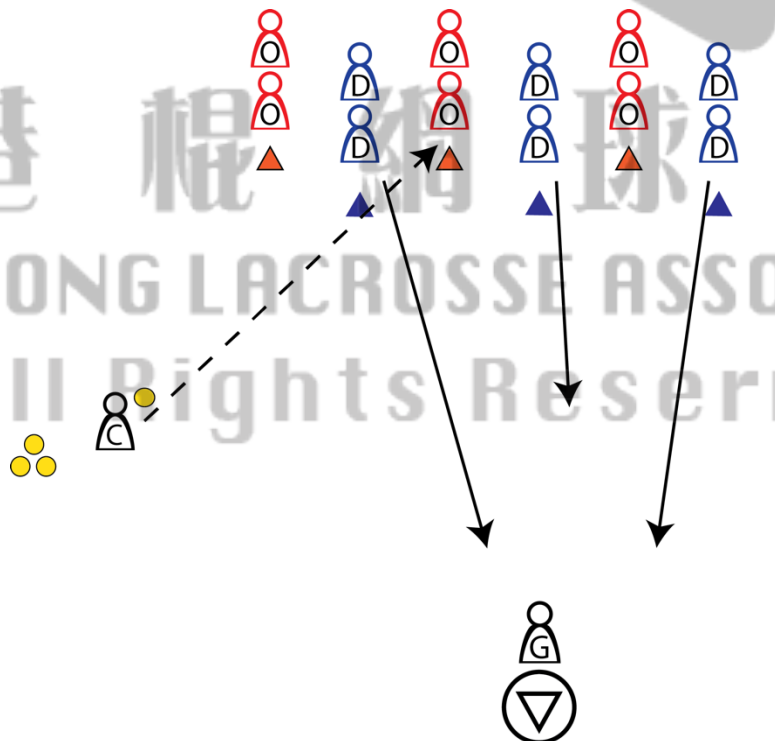 O D O D O D
O D O D O D
棍 網 球
ONG LACROSSE ASSO
ll Rights Reser
C
G